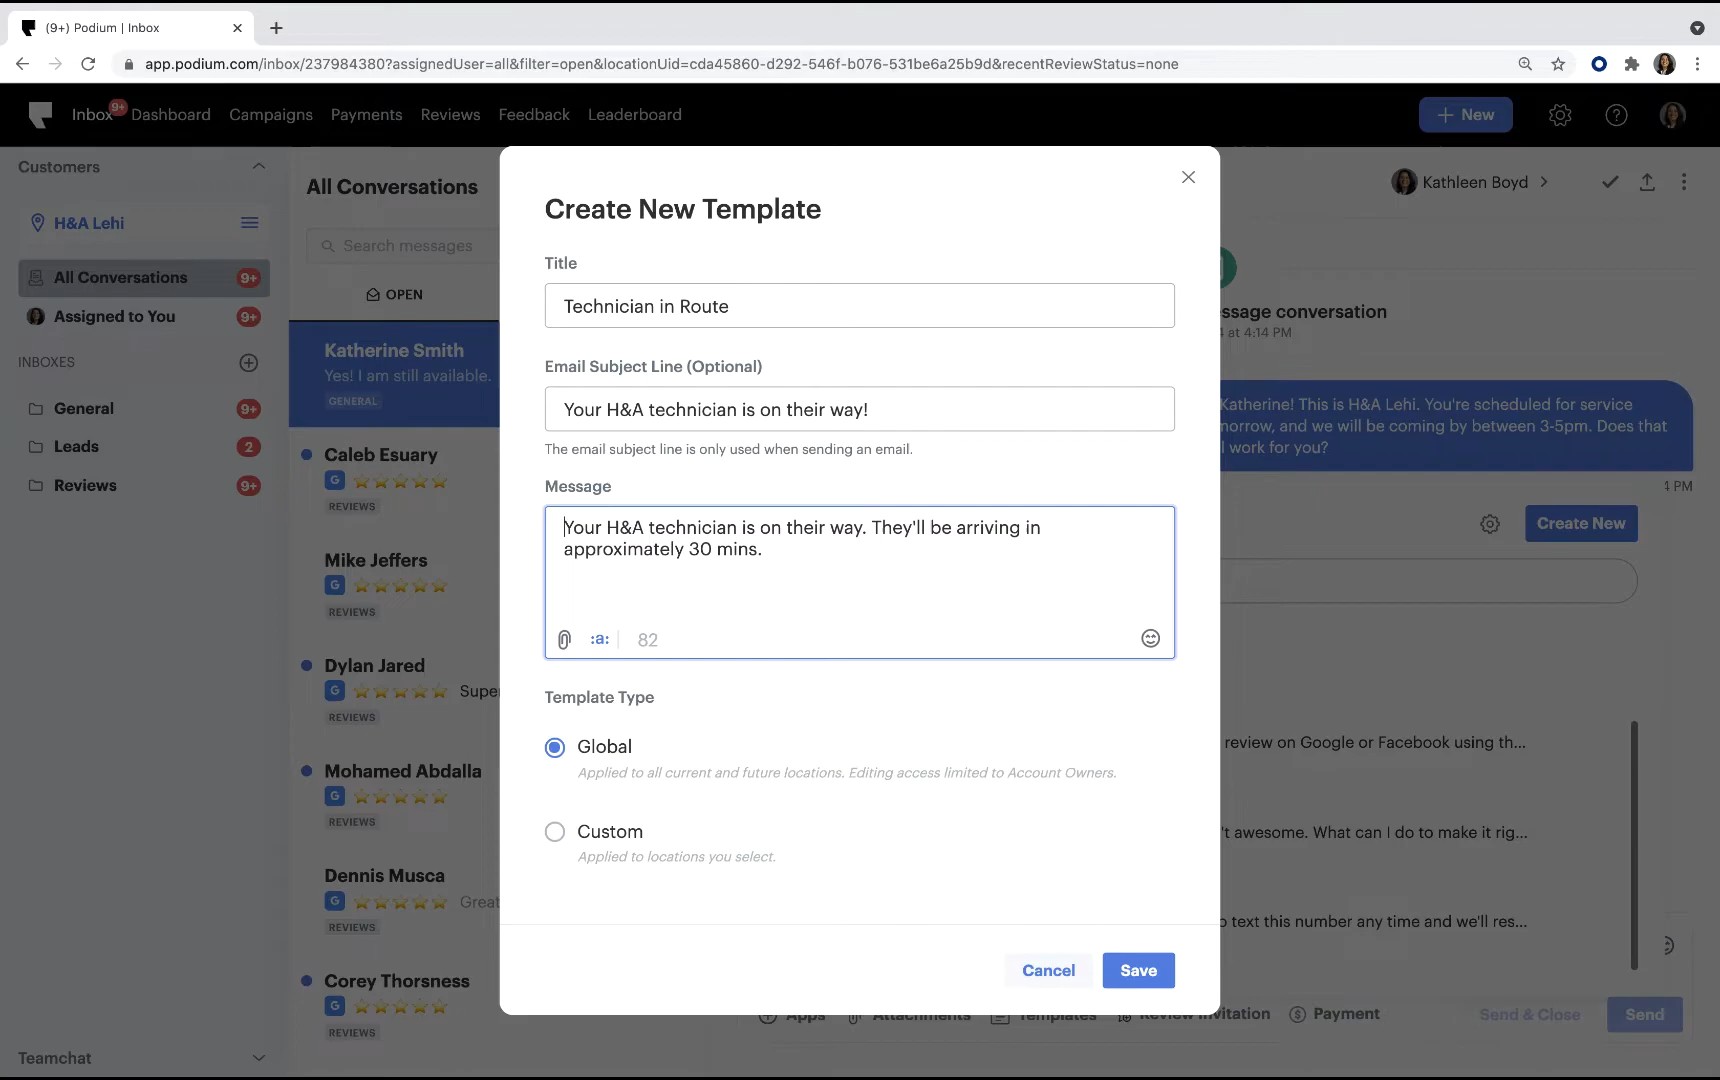 (9+) Podium | Inbox
app.podium.com/inbox/237984380?assignedUser=all&filter=open&locationUid=cda45860-d292-546f-b076-531be6a25b9d&recentReviewStatus=none
Inbox 9+ Dashboard Campaigns Payments Reviews Feedback Leaderboard
+ New
Customers
H&A Lehi
All Conversations 9+
Assigned to You 9+
INBOXES
General 9+
Leads 2
Reviews 9+
Teamchat
All Conversations
Search messages
OPEN
Katherine Smith
Yes! I am still available.
GENERAL
Caleb Esuary
G
REVIEWS
Mike Jeffers
G
REVIEWS
Dylan Jared
G Super
REVIEWS
Mohamed Abdalla
G
REVIEWS
Dennis Musca
G Great
REVIEWS
Corey Thorsness
G
REVIEWS
Create New Template
Title
Technician in Route
Email Subject Line (Optional)
Your H&A technician is on their way!
The email subject line is only used when sending an email.
Message
Your H&A technician is on their way. They'll be arriving in
approximately 30 mins.
:a: 82
Template Type
Global
Applied to all current and future locations. Editing access limited to Account Owners.
Custom
Applied to locations you select.
Cancel
Save
Kathleen Boyd
ssage conversation
at 4:14 PM
Katherine! This is H&A Lehi. You're scheduled for service
morrow, and we will be coming by between 3-5pm. Does that
work for you?
4 PM
Create New
review on Google or Facebook using th...
't awesome. What can I do to make it rig...
o text this number any time and we'll res...
Apps Attachments Templates Review Invitation Payment
Send & Close
Send